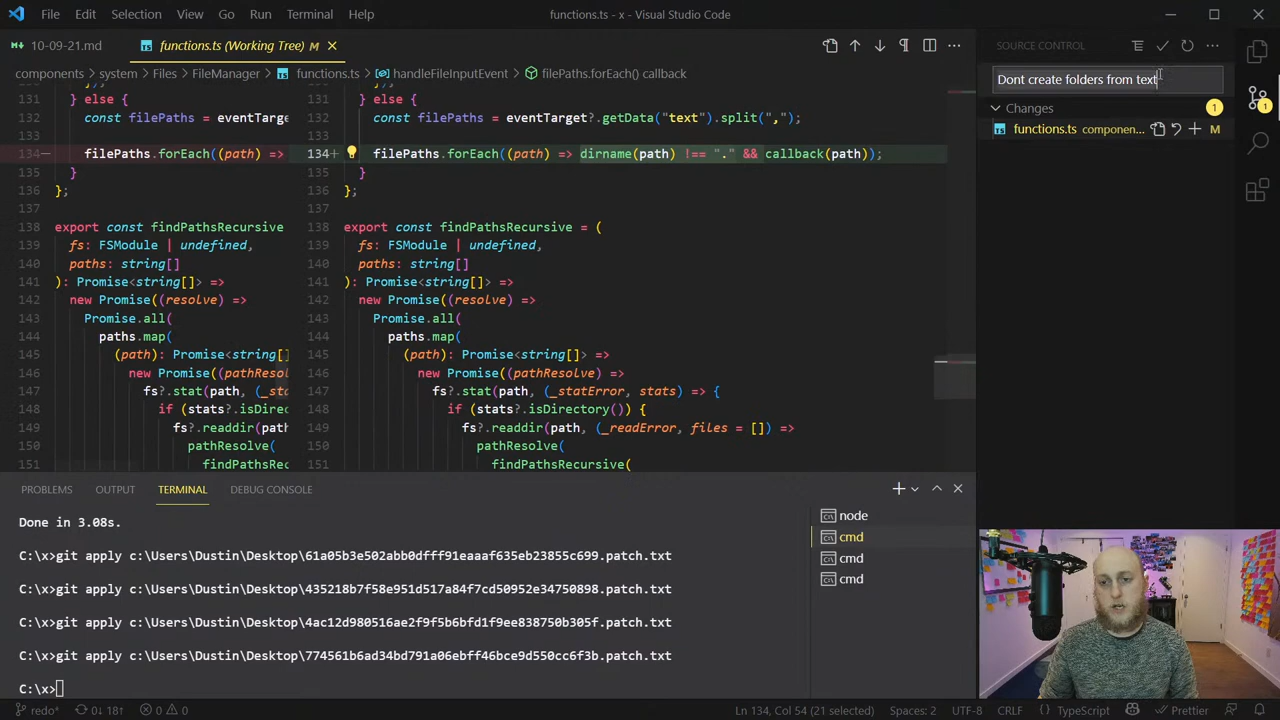 File Edit Selection View Go Run Terminal Help functions.ts - x - Visual Studio Code
10-09-21.md functions.ts (Working Tree) M
components > system > Files > FileManager > functions.ts > handleFileInputEvent > filePaths.forEach() callback
131 } else {
132 const filePaths = eventTarge
133
134— filePaths.forEach((path) =>
135 }
136 };
137
138 export const findPathsRecursive
139 fs: FSModule | undefined,
140 paths: string[]
141 ): Promise<string[]> =>
142 new Promise((resolve) =>
143 Promise.all(
144 paths.map(
145 (path): Promise<string[]
146 new Promise((pathResol
147 fs?.stat(path, (_sta
148 if (stats?.isDirec
149 fs?.readdir(path
150 pathResolve(
151 findPathsRec
131 } else {
132 const filePaths = eventTarget?.getData("text").split(",");
133
134+ filePaths.forEach((path) => dirname(path) !== "." && callback(path));
135 }
136 };
137
138 export const findPathsRecursive = (
139 fs: FSModule | undefined,
140 paths: string[]
141 ): Promise<string[]> =>
142 new Promise((resolve) =>
143 Promise.all(
144 paths.map(
145 (path): Promise<string[]> =>
146 new Promise((pathResolve) =>
147 fs?.stat(path, (_statError, stats) => {
148 if (stats?.isDirectory()) {
149 fs?.readdir(path, (_readError, files = []) =>
150 pathResolve(
151 findPathsRecursive(
SOURCE CONTROL
Dont create folders from text
Changes 1
functions.ts componen... M
1
PROBLEMS OUTPUT TERMINAL DEBUG CONSOLE
Done in 3.08s.
C:\x>git apply c:\Users\Dustin\Desktop\61a05b3e502abb0dfff91eaaaf635eb23855c699.patch.txt
C:\x>git apply c:\Users\Dustin\Desktop\435218b7f58e951d517a84f7cd50952e34750898.patch.txt
C:\x>git apply c:\Users\Dustin\Desktop\4ac12d980516ae2f9f5b6bfd1f9ee838750b305f.patch.txt
C:\x>git apply c:\Users\Dustin\Desktop\774561b6ad34bd791a06ebff46bce9d550cc6f3b.patch.txt
C:\x>
node
cmd
cmd
cmd
redo* 0↓ 18↑ 0 0 Ln 134, Col 54 (21 selected) Spaces: 2 UTF-8 CRLF TypeScript Prettier